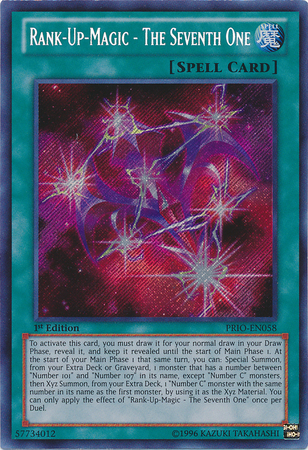 Rank-Up-Magic - The Seventh One 魔
[Spell Card]
1st Edition
PRIO-EN058
To activate this card, you must draw it for your normal draw in your Draw
Phase, reveal it, and keep it revealed until the start of Main Phase 1. At
the start of your Main Phase 1 that same turn, you can: Special Summon,
from your Extra Deck or Graveyard, 1 monster that has a number between
"Number 101" and "Number 107" in its name, except "Number C" monsters,
then Xyz Summon, from your Extra Deck, 1 "Number C" monster with the same
number in its name as the first monster, by using it as the Xyz Material. You
can only apply the effect of "Rank-Up-Magic - The Seventh One" once per
Duel.
57734012
©1996 KAZUKI TAKAHASHI